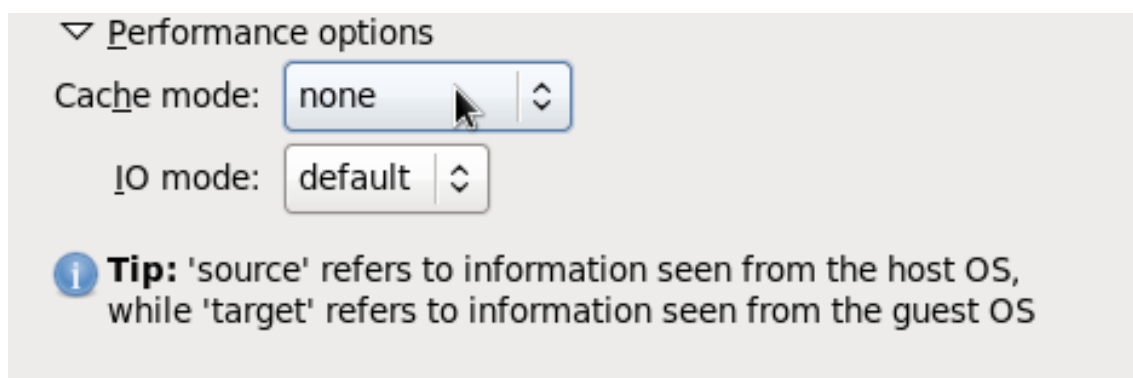 Performance options
Cache mode: none
IO mode: default
Tip: 'source' refers to information seen from the host OS,
while 'target' refers to information seen from the guest OS